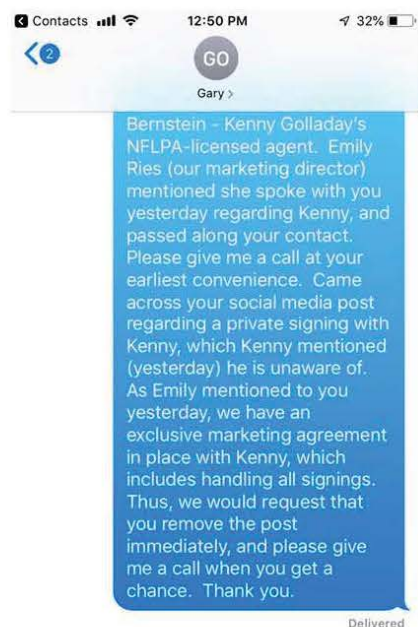 Contacts 12:50 PM 32%
2
GO
Gary >
Bernstein - Kenny Golladay's
NFLPA-licensed agent. Emily
Ries (our marketing director)
mentioned she spoke with you
yesterday regarding Kenny, and
passed along your contact.
Please give me a call at your
earliest convenience. Came
across your social media post
regarding a private signing with
Kenny, which Kenny mentioned
(yesterday) he is unaware of.
As Emily mentioned to you
yesterday, we have an
exclusive marketing agreement
in place with Kenny, which
includes handling all signings.
Thus, we would request that
you remove the post
immediately, and please give
me a call when you get a
chance. Thank you.
Delivered